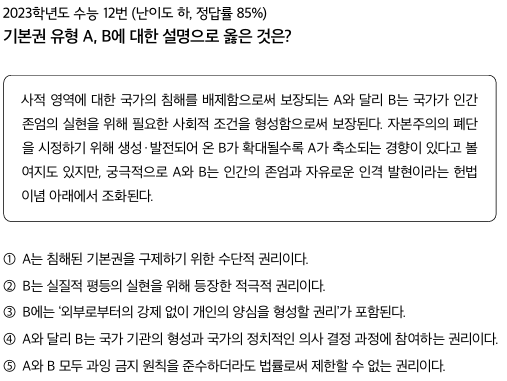 2023학년도 수능 12번 (난이도 하, 정답률 85%)
기본권 유형 A, B에 대한 설명으로 옳은 것은?
사적 영역에 대한 국가의 침해를 배제함으로써 보장되는 A와 달리 B는 국가가 인간
존엄의 실현을 위해 필요한 사회적 조건을 형성함으로써 보장된다. 자본주의의 폐단
을 시정하기 위해 생성·발전되어 온 B가 확대될수록 A가 축소되는 경향이 있다고 볼
여지도 있지만, 궁극적으로 A와 B는 인간의 존엄과 자유로운 인격 발현이라는 헌법
이념 아래에서 조화된다.
① A는 침해된 기본권을 구제하기 위한 수단적 권리이다.
② B는 실질적 평등의 실현을 위해 등장한 적극적 권리이다.
③ B에는 ‘외부로부터의 강제 없이 개인의 양심을 형성할 권리’가 포함된다.
④ A와 달리 B는 국가 기관의 형성과 국가의 정치적인 의사 결정 과정에 참여하는 권리이다.
⑤ A와 B 모두 과잉 금지 원칙을 준수하더라도 법률로써 제한할 수 없는 권리이다.